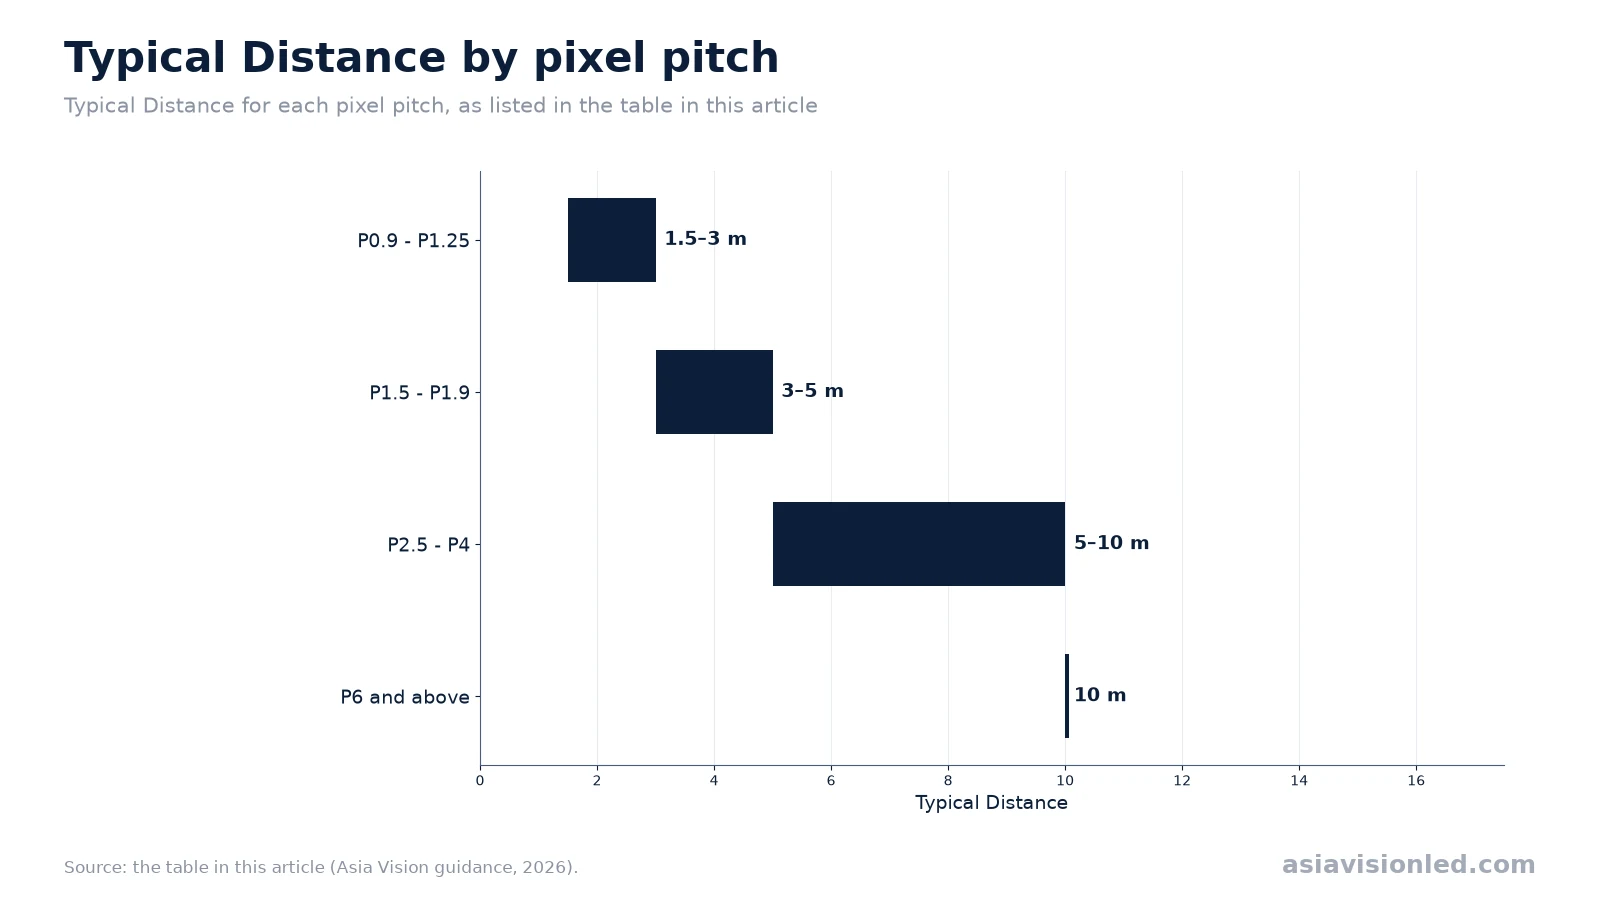 Typical Distance by pixel pitch
Typical Distance for each pixel pitch, as listed in the table in this article
P0.9 - P1.25
1.5–3 m
P1.5 - P1.9
3–5 m
P2.5 - P4
5–10 m
P6 and above
10 m
0 2 4 6 8 10 12 14 16
Typical Distance
Source: the table in this article (Asia Vision guidance, 2026).
asiavisionled.com